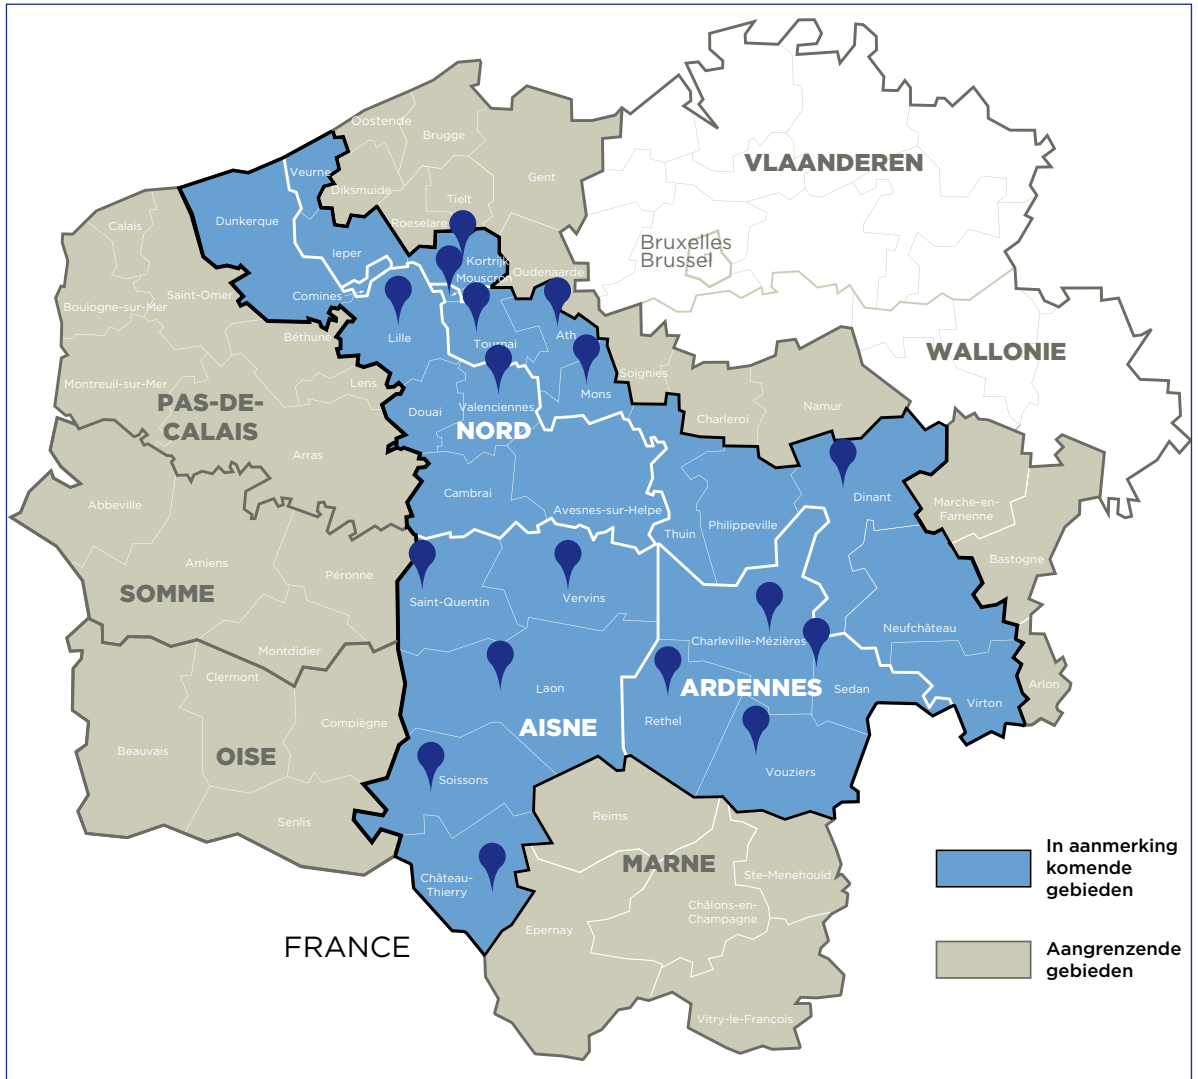 Oostende
Brugge
VLAANDEREN
Veurne
Diksmuide
Gent
Tielt
Dunkerque
Roeselare
Calais
Ieper
Bruxelles
Brussel
Kortrijk
Mouscron
Oudenaarde
Saint-Omer
Comines
Boulogne-sur-Mer
Béthune
Lille
Tournai
Ath
WALLONIE
Montreuil-sur-Mer
Lens
Soignies
Mons
PAS-DE-
CALAIS
Douai
Valenciennes
NORD
Charleroi
Namur
Arras
Abbeville
Cambrai
Avesnes-sur-Helpe
Thuin
Philippeville
Dinant
Marche-en-
Famenne
Bastogne
Amiens
Péronne
SOMME
Saint-Quentin
Vervins
Charleville-Mézières
Neufchâteau
Montdidier
Clermont
Laon
ARDENNES
Sedan
Arlon
Virton
Compiègne
Rethel
AISNE
Beauvais
OISE
Soissons
Vouziers
Senlis
Reims
MARNE
Château-
Thierry
Ste-Menehould
Châlons-en-
Champagne
Epernay
FRANCE
Vitry-le-François
In aanmerking
komende
gebieden
Aangrenzende
gebieden